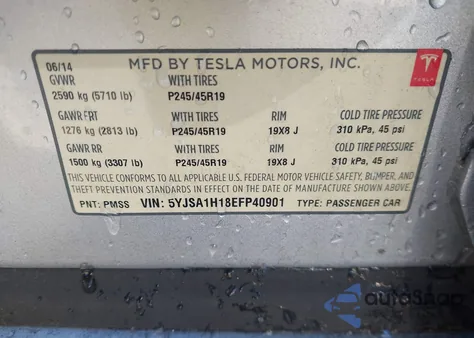 06/14 MFD BY TESLA MOTORS, INC.
TESLA
GVWR WITH TIRES
2590 kg (5710 lb) P245/45R19
GAWR FRT WITH TIRES RIM COLD TIRE PRESSURE
1276 kg (2813 lb) P245/45R19 19X8 J 310 kPa, 45 psi
GAWR RR WITH TIRES RIM COLD TIRE PRESSURE
1500 kg (3307 lb) P245/45R19 19X8 J 310 kPa, 45 psi
THIS VEHICLE CONFORMS TO ALL APPLICABLE U.S. FEDERAL MOTOR VEHICLE SAFETY, BUMPER, AND
THEFT PREVENTION STANDARDS IN EFFECT ON THE DATE OF MANUFACTURE SHOWN ABOVE.
PNT: PMSS VIN: 5YJSA1H18EFP40901 TYPE: PASSENGER CAR
autoSnap